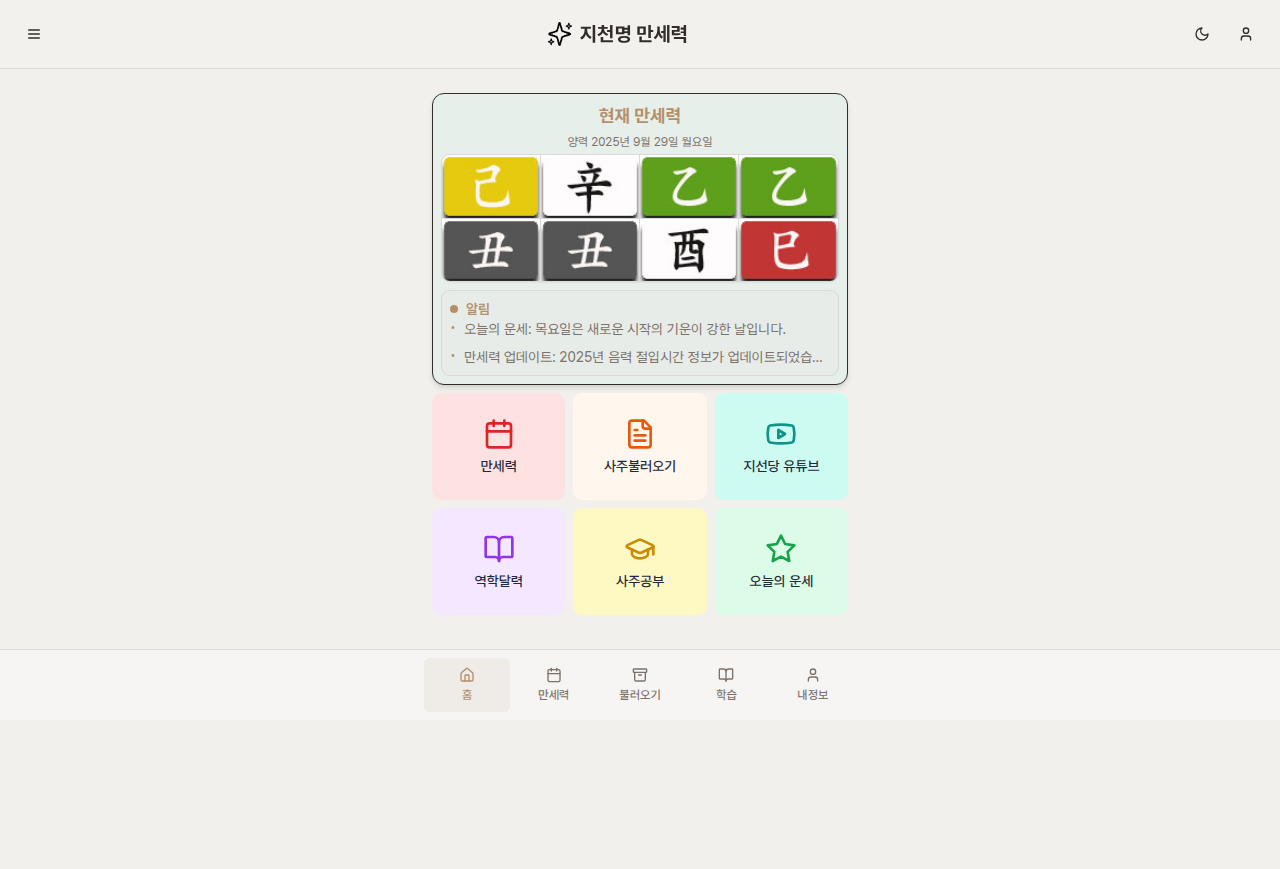 지천명 만세력
현재 만세력
양력 2025년 9월 29일 월요일
己 辛 乙 乙
丑 丑 酉 巳
알림
• 오늘의 운세: 목요일은 새로운 시작의 기운이 강한 날입니다.
• 만세력 업데이트: 2025년 음력 절입시간 정보가 업데이트되었습...
만세력 사주불러오기 지선당 유튜브
역학달력 사주공부 오늘의 운세
홈 만세력 불러오기 학습 내정보